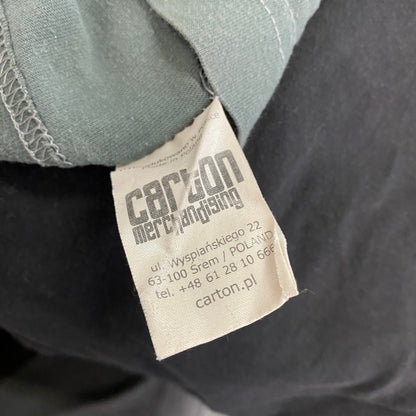 carton
merchandising
ul. Wyspiańskiego 22
63-100 Śrem / POLAND
tel. +48 61 28 10 666
carton.pl